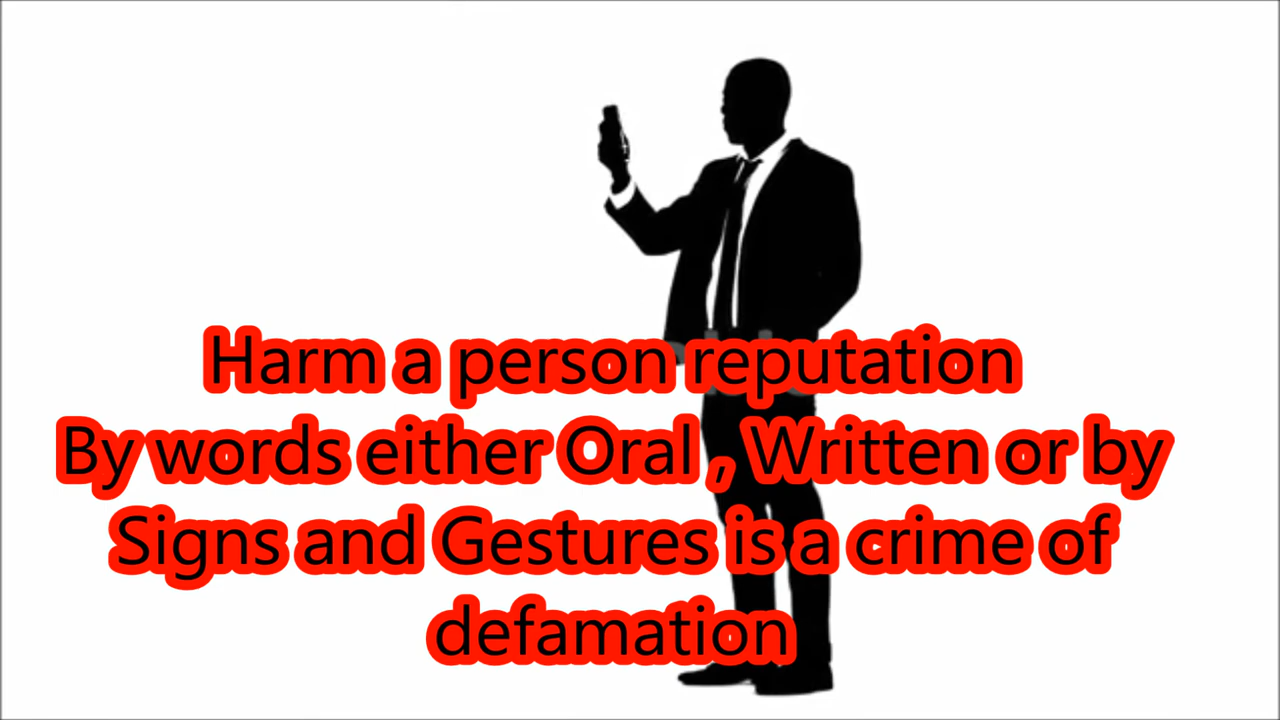 Harm a person reputation
By words either Oral , Written or by
Signs and Gestures is a crime of
defamation